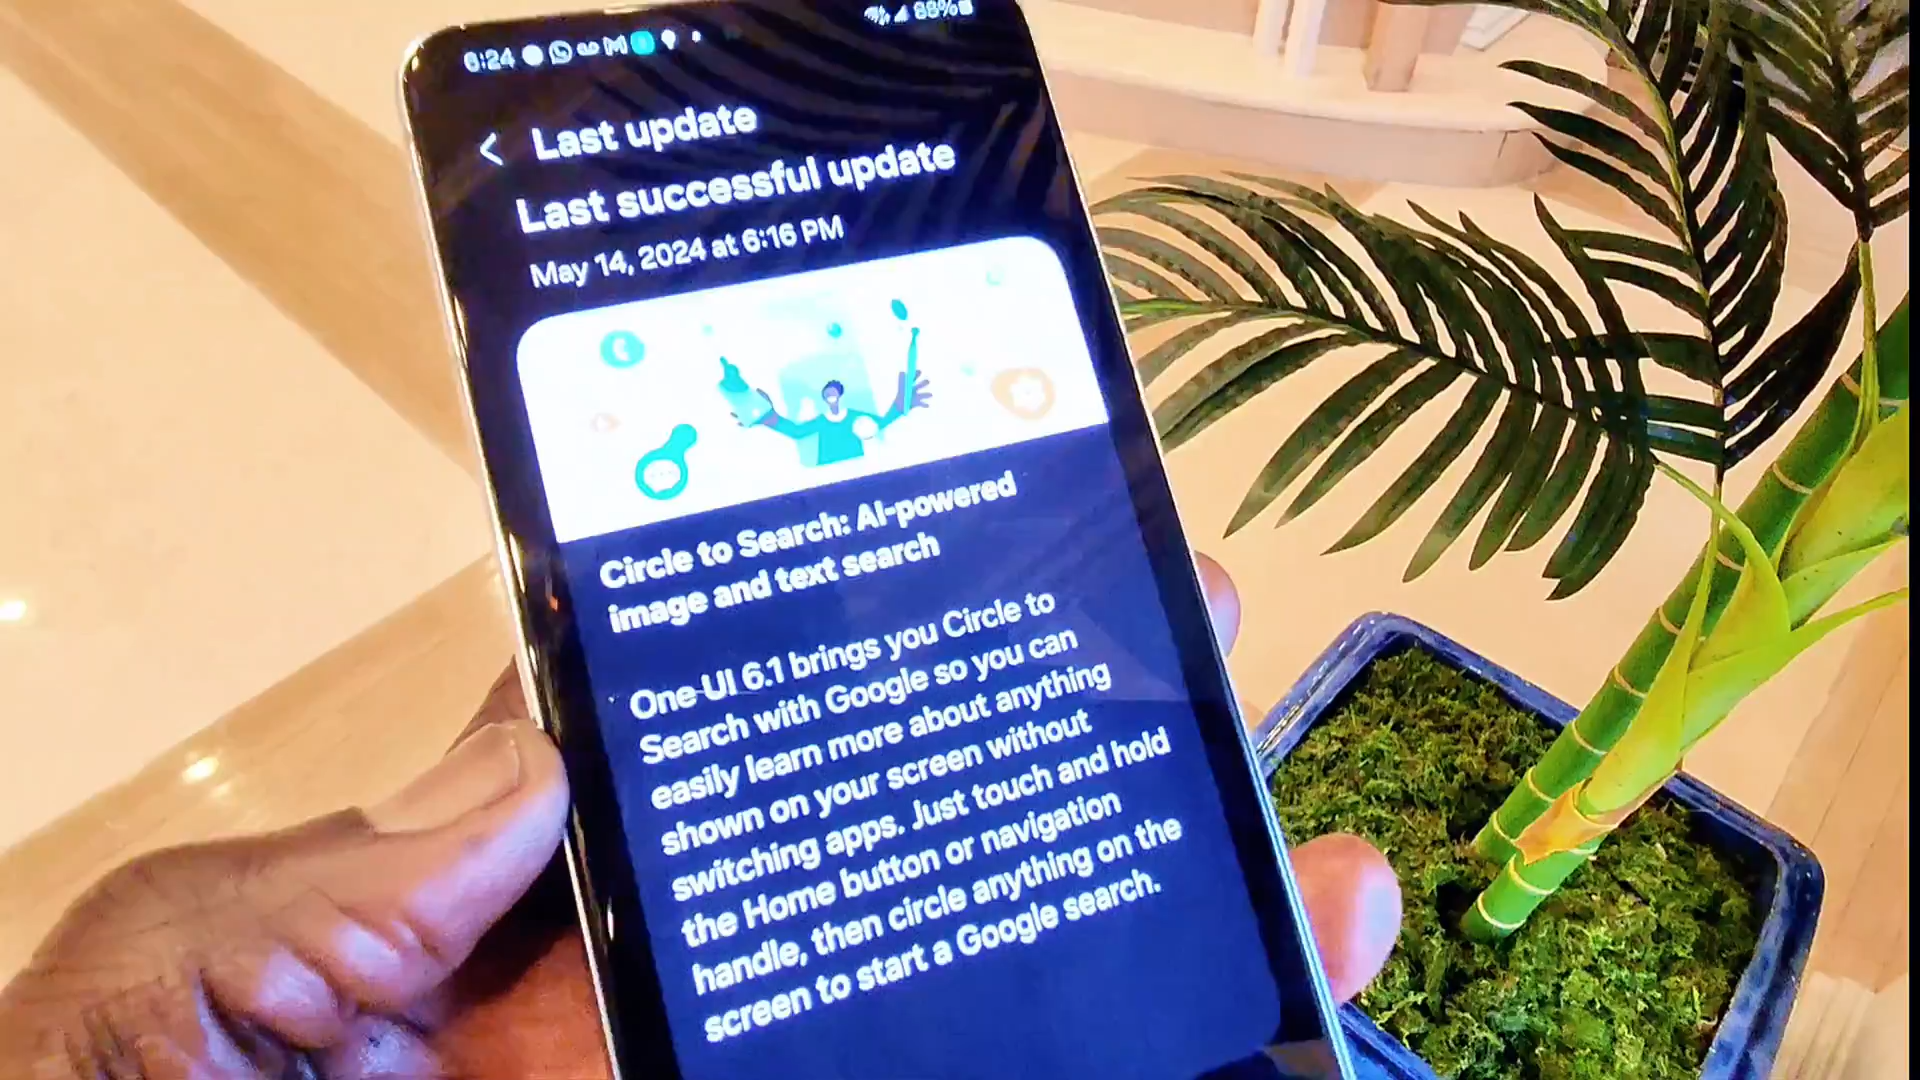 6:24
88%
Last update
Last successful update
May 14, 2024 at 6:16 PM
Circle to Search: AI-powered
image and text search
One UI 6.1 brings you Circle to
Search with Google so you can
easily learn more about anything
shown on your screen without
switching apps. Just touch and hold
the Home button or navigation
handle, then circle anything on the
screen to start a Google search.